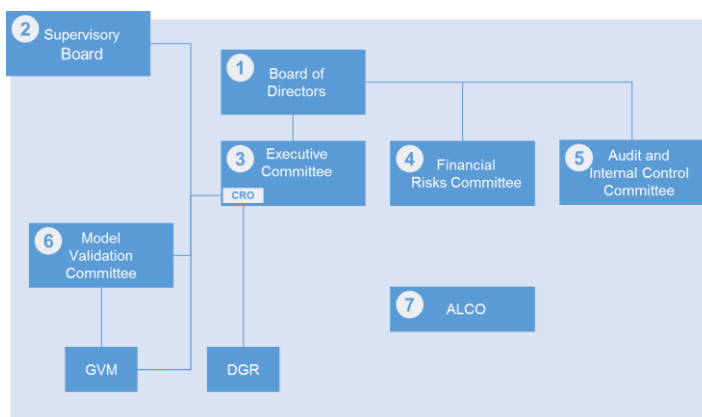 2
Supervisory
Board
1
Board of
Directors
3
Executive
Committee
CRO
4
Financial
Risks Committee
5
Audit and
Internal Control
Committee
6
Model
Validation
Committee
7
ALCO
GVM
DGR